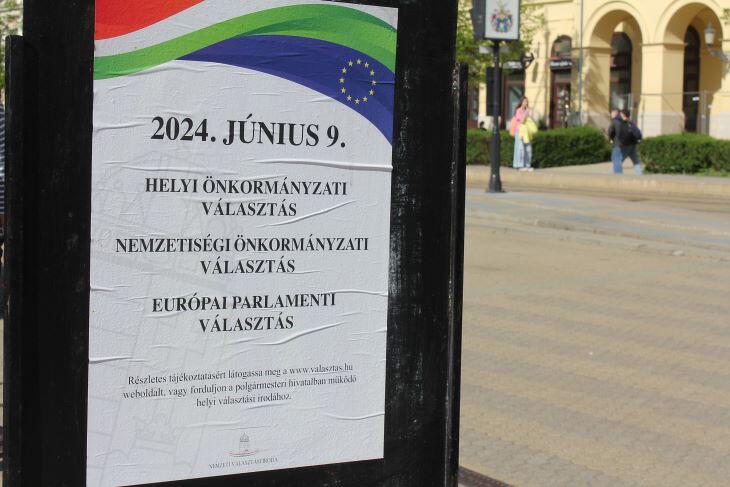 2024. JÚNIUS 9.
HELYI ÖNKORMÁNYZATI
VÁLASZTÁS
NEMZETISÉGI ÖNKORMÁNYZATI
VÁLASZTÁS
EURÓPAI PARLAMENTI
VÁLASZTÁS
Részletes tájékoztatásért látogassa meg a www.valasztas.hu
weboldalt, vagy forduljon a polgármesteri hivatalban működő
helyi választási irodához.
NEMZETI VÁLASZTÁSI IRODA